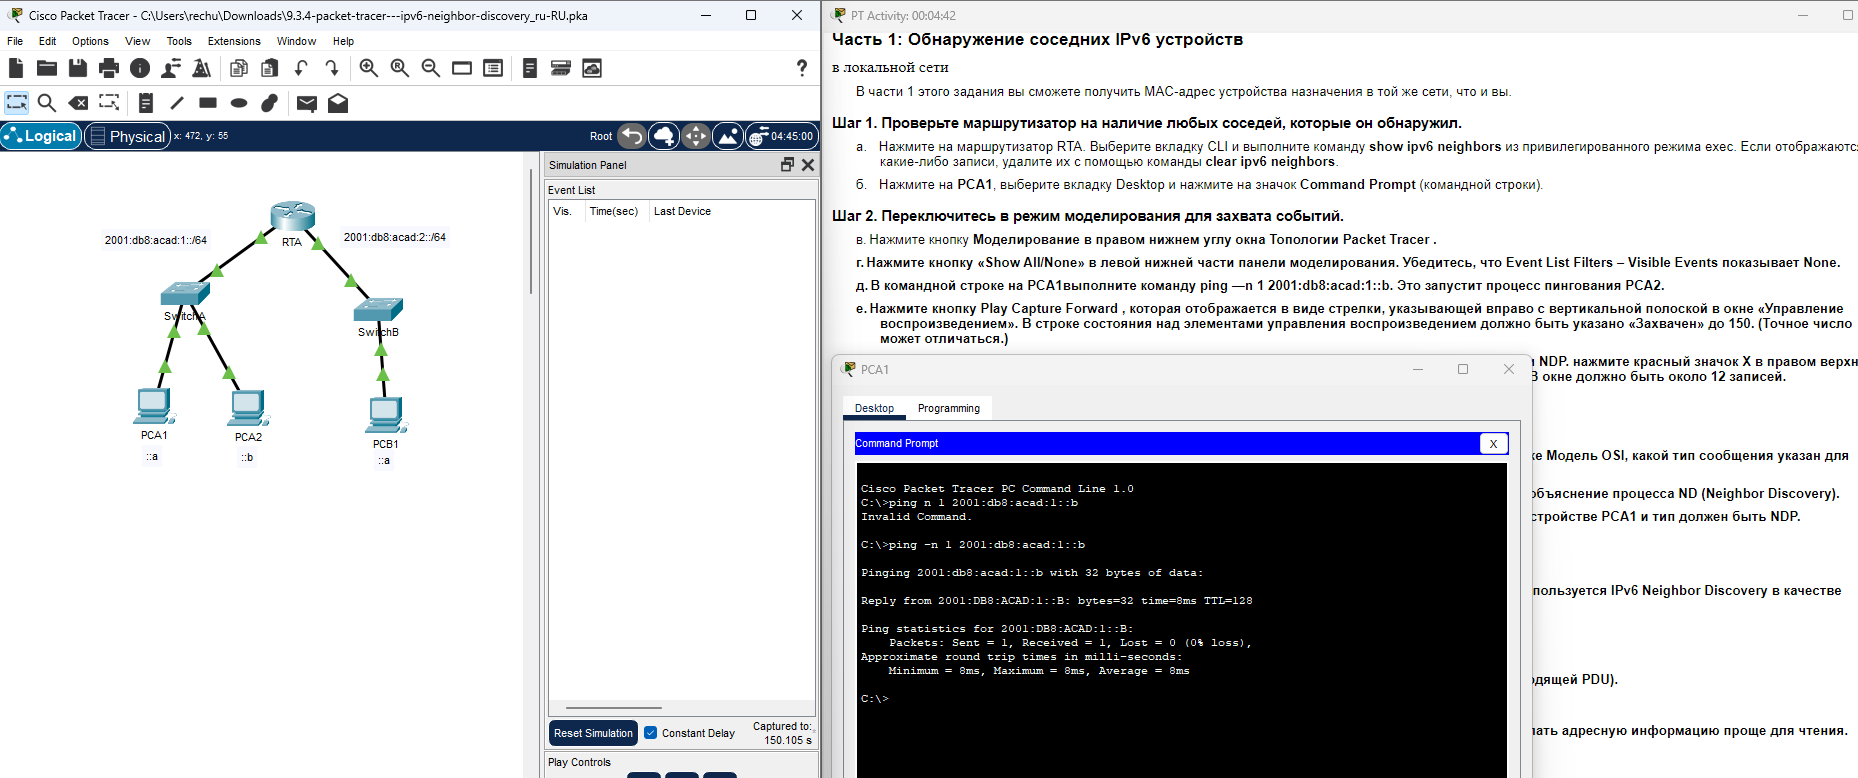 Cisco Packet Tracer - C:\Users\rechu\Downloads\9.3.4-packet-tracer---ipv6-neighbor-discovery_ru-RU.pka
File Edit Options View Tools Extensions Window Help
?
Logical Physical x: 472, y: 55 Root 04:45:00
2001:db8:acad:1::/64
RTA
2001:db8:acad:2::/64
SwitchA
SwitchB
PCA1
::a
PCA2
::b
PCB1
::a
Simulation Panel
Event List
Vis. Time(sec) Last Device
Reset Simulation Constant Delay Captured to:
150.105 s
Play Controls
PT Activity: 00:04:42
Часть 1: Обнаружение соседних IPv6 устройств
в локальной сети
В части 1 этого задания вы сможете получить MAC-адрес устройства назначения в той же сети, что и вы.
Шаг 1. Проверьте маршрутизатор на наличие любых соседей, которые он обнаружил.
a. Нажмите на маршрутизатор RTA. Выберите вкладку CLI и выполните команду show ipv6 neighbors из привилегированного режима exec. Если отображаютс
какие-либо записи, удалите их с помощью команды clear ipv6 neighbors.
б. Нажмите на PCA1, выберите вкладку Desktop и нажмите на значок Command Prompt (командной строки).
Шаг 2. Переключитесь в режим моделирования для захвата событий.
в. Нажмите кнопку Моделирование в правом нижнем углу окна Топологии Packet Tracer .
г. Нажмите кнопку «Show All/None» в левой нижней части панели моделирования. Убедитесь, что Event List Filters – Visible Events показывает None.
д. В командной строке на PCA1выполните команду ping —n 1 2001:db8:acad:1::b. Это запустит процесс пингования PCA2.
е. Нажмите кнопку Play Capture Forward , которая отображается в виде стрелки, указывающей вправо с вертикальной полоской в окне «Управление
воспроизведением». В строке состояния над элементами управления воспроизведением должно быть указано «Захвачен» до 150. (Точное число
может отличаться.)
NDP. нажмите красный значок X в правом верхн
В окне должно быть около 12 записей.
ке Модель OSI, какой тип сообщения указан для
объяснение процесса ND (Neighbor Discovery).
стройстве PCA1 и тип должен быть NDP.
пользуется IPv6 Neighbor Discovery в качестве
дящей PDU).
лать адресную информацию проще для чтения.
PCA1
Desktop Programming
Command Prompt X
Cisco Packet Tracer PC Command Line 1.0
C:\>ping n 1 2001:db8:acad:1::b
Invalid Command.
C:\>ping -n 1 2001:db8:acad:1::b
Pinging 2001:db8:acad:1::b with 32 bytes of data:
Reply from 2001:DB8:ACAD:1::B: bytes=32 time=8ms TTL=128
Ping statistics for 2001:DB8:ACAD:1::B:
Packets: Sent = 1, Received = 1, Lost = 0 (0% loss),
Approximate round trip times in milli-seconds:
Minimum = 8ms, Maximum = 8ms, Average = 8ms
C:\>